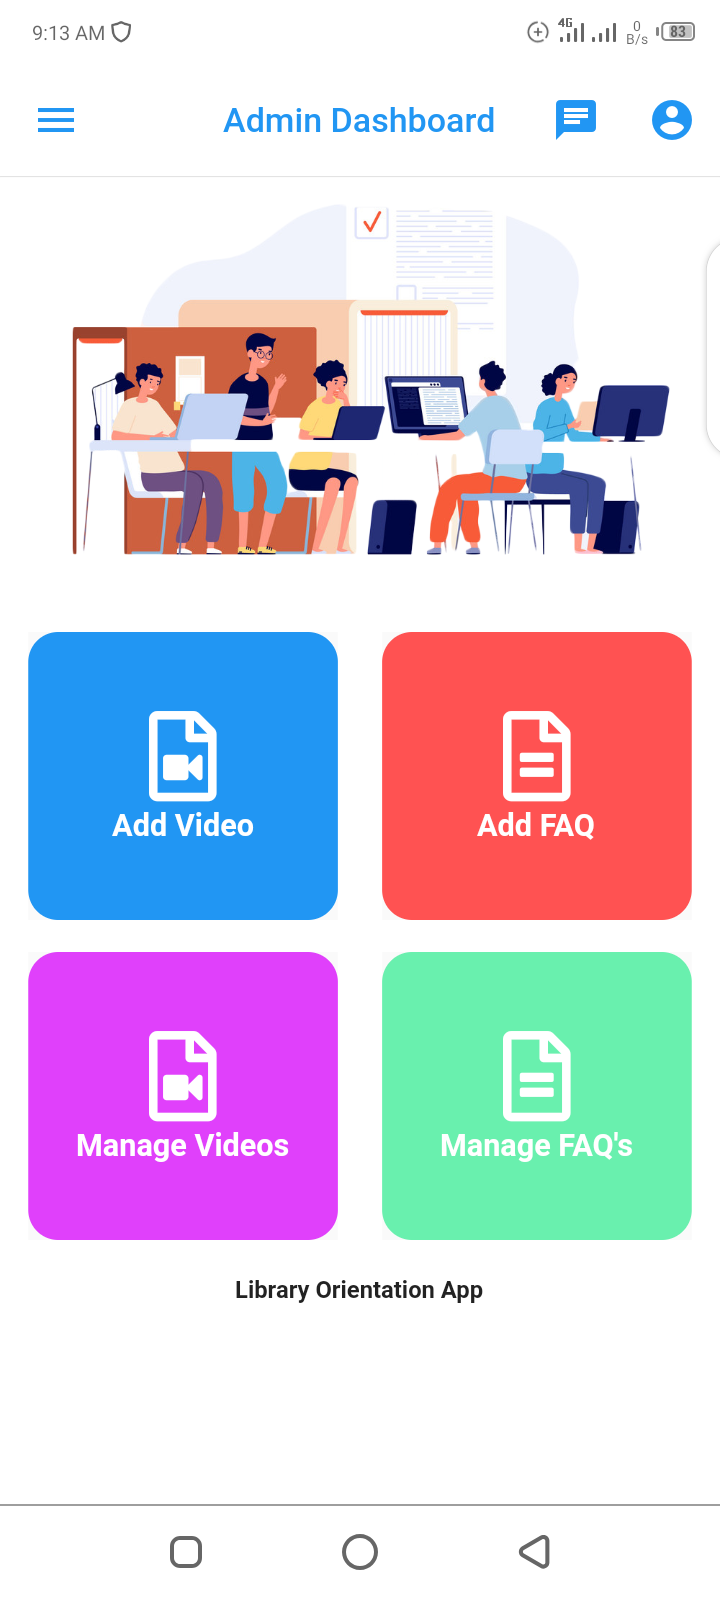 9:13 AM
4G
0
B/s
83
Admin Dashboard
Add Video
Add FAQ
Manage Videos
Manage FAQ's
Library Orientation App